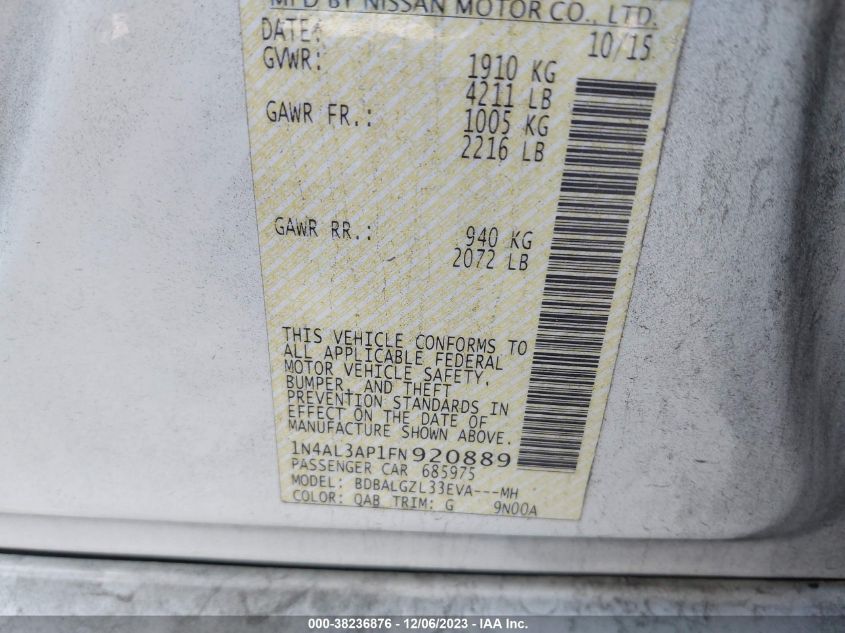 MFD BY NISSAN MOTOR CO., LTD.
DATE: 10/15
GVWR: 1910 KG
4211 LB
GAWR FR.: 1005 KG
2216 LB
GAWR RR.: 940 KG
2072 LB
THIS VEHICLE CONFORMS TO
ALL APPLICABLE FEDERAL
MOTOR VEHICLE SAFETY,
BUMPER, AND THEFT
PREVENTION STANDARDS IN
EFFECT ON THE DATE OF
MANUFACTURE SHOWN ABOVE.
1N4AL3AP1FN920889
PASSENGER CAR 685975
MODEL: BDBALGZL33EVA---MH
COLOR: QAB TRIM: G 9N00A
000-38236876 - 12/06/2023 - IAA Inc.